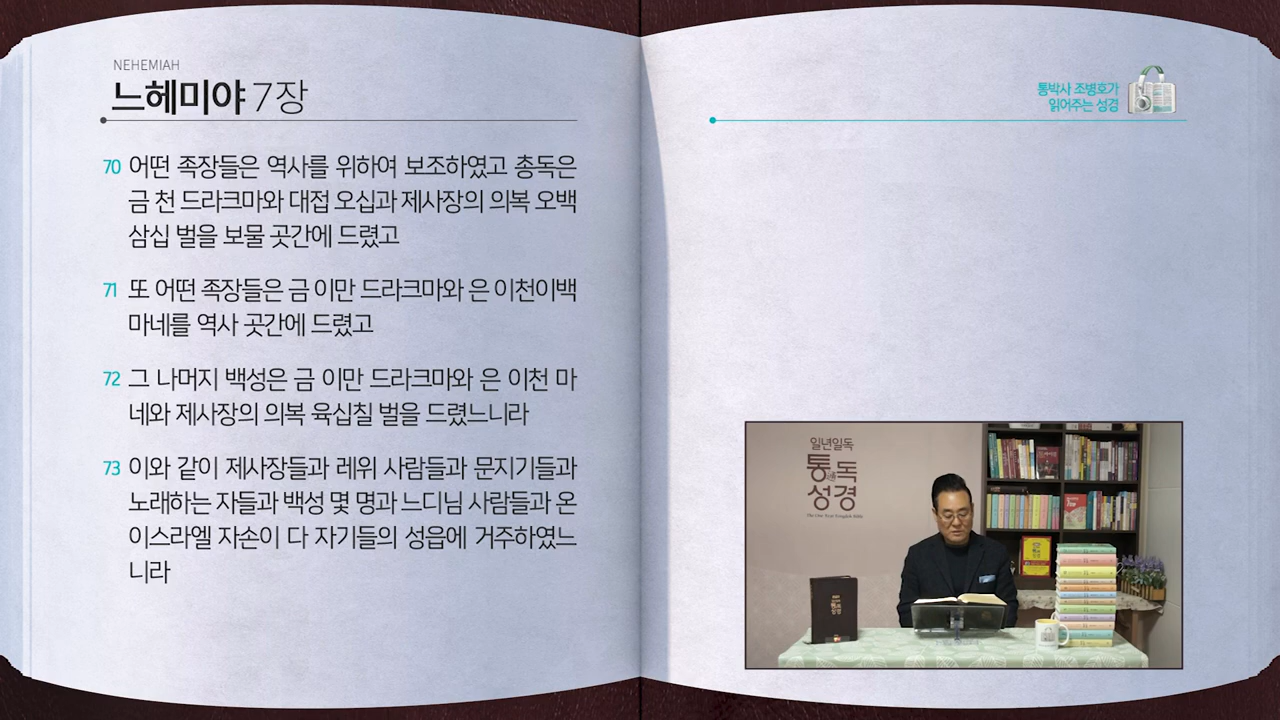 NEHEMIAH
느헤미야 7장
70 어떤 족장들은 역사를 위하여 보조하였고 총독은
금 천 드라크마와 대접 오십과 제사장의 의복 오백
삼십 벌을 보물 곳간에 드렸고
71 또 어떤 족장들은 금 이만 드라크마와 은 이천이백
마네를 역사 곳간에 드렸고
72 그 나머지 백성은 금 이만 드라크마와 은 이천 마
네와 제사장의 의복 육십칠 벌을 드렸느니라
73 이와 같이 제사장들과 레위 사람들과 문지기들과
노래하는 자들과 백성 몇 명과 느디님 사람들과 온
이스라엘 자손이 다 자기들의 성읍에 거주하였느
니라
통박사 조병호가
읽어주는 성경
일년일독
통독
성경
The One Year Tongdok Bible
通
성경